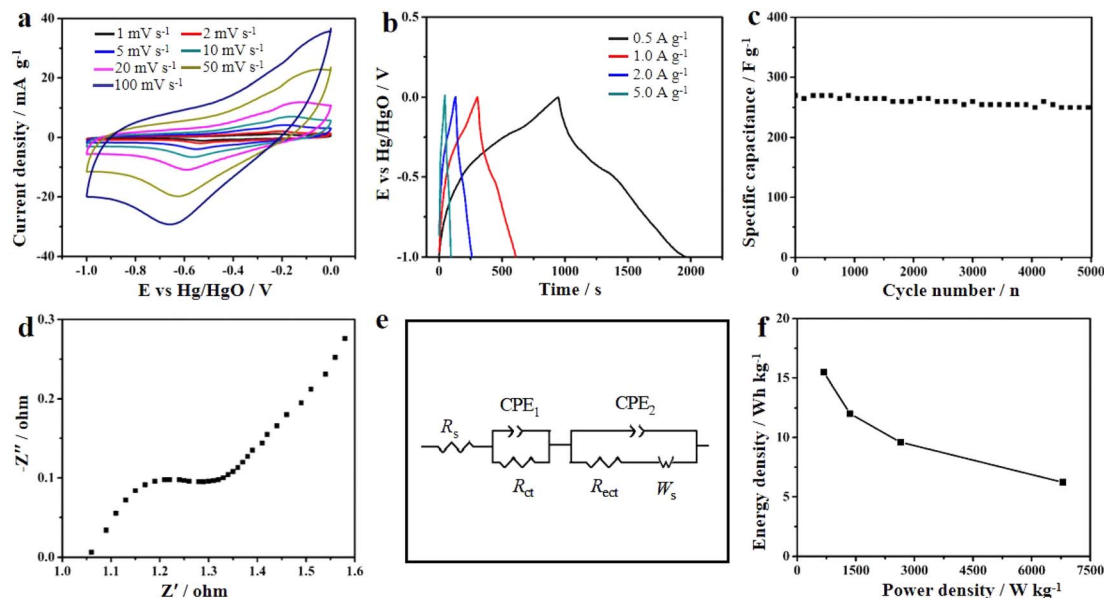 a
Current density / mA g-1
40
20
0
-20
-40
1 mV s-1
2 mV s-1
5 mV s-1
10 mV s-1
20 mV s-1
50 mV s-1
100 mV s-1
-1.0 -0.8 -0.6 -0.4 -0.2 0.0
E vs Hg/HgO / V
b
E vs Hg/HgO / V
0.5
0.0
-0.5
-1.0
0.5 A g-1
1.0 A g-1
2.0 A g-1
5.0 A g-1
0 500 1000 1500 2000
Time / s
c
Specific capacitance / F g-1
400
300
200
100
0
0 1000 2000 3000 4000 5000
Cycle number / n
d
-Z″ / ohm
0.3
0.2
0.1
0.0
1.0 1.1 1.2 1.3 1.4 1.5 1.6
Z′ / ohm
e
CPE1
CPE2
Rs
Rct
Rect
Ws
f
Energy density / Wh kg-1
20
15
10
5
0
0 1500 3000 4500 6000 7500
Power density / W kg-1